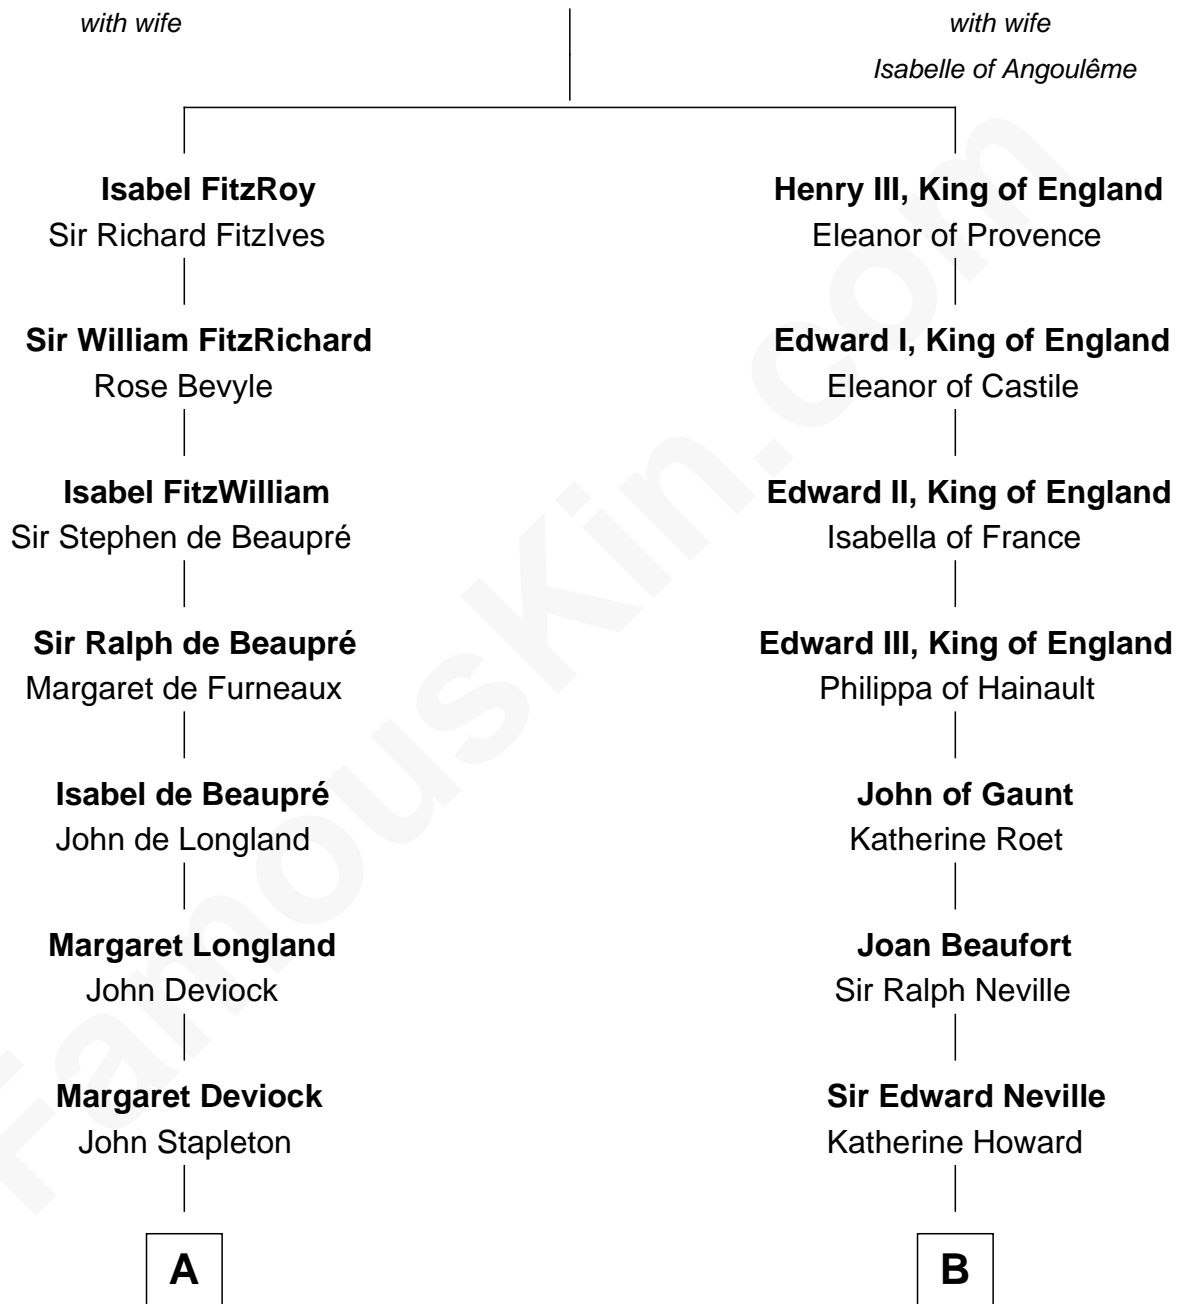 with wife
with wife
Isabelle of Angoulême
Isabel FitzRoy
Sir Richard FitzIves
Henry III, King of England
Eleanor of Provence
Sir William FitzRichard
Rose Bevyle
Edward I, King of England
Eleanor of Castile
Isabel FitzWilliam
Sir Stephen de Beaupré
Edward II, King of England
Isabella of France
Sir Ralph de Beaupré
Margaret de Furneaux
Edward III, King of England
Philippa of Hainault
Isabel de Beaupré
John de Longland
John of Gaunt
Katherine Roet
Margaret Longland
John Deviock
Joan Beaufort
Sir Ralph Neville
Margaret Deviock
John Stapleton
Sir Edward Neville
Katherine Howard
A
B
FamousKin.com